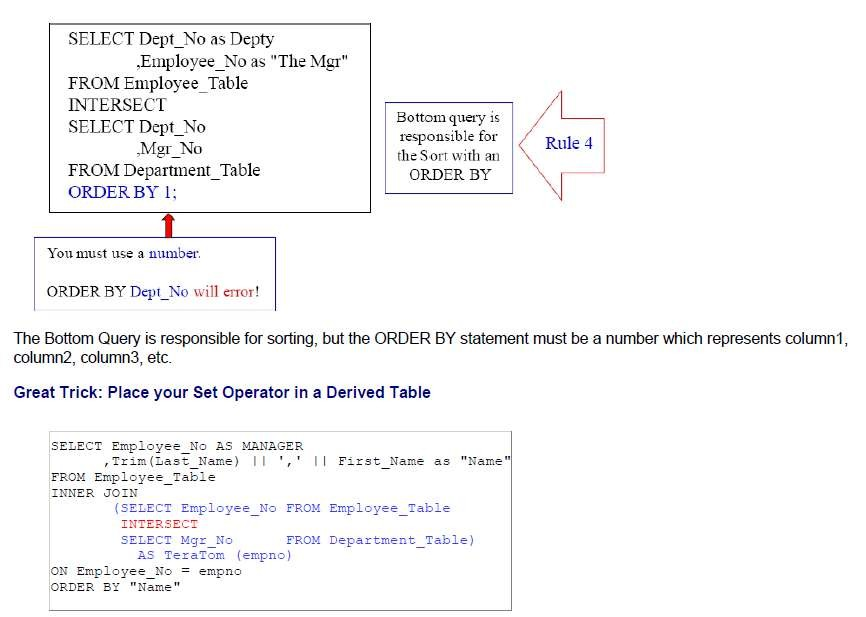 SELECT Dept_No as Depty
,Employee_No as "The Mgr"
FROM Employee_Table
INTERSECT
SELECT Dept_No
,Mgr_No
FROM Department_Table
ORDER BY 1;
Bottom query is
responsible for
the Sort with an
ORDER BY
Rule 4
You must use a number.
ORDER BY Dept_No will error!
The Bottom Query is responsible for sorting, but the ORDER BY statement must be a number which represents column1,
column2, column3, etc.
Great Trick: Place your Set Operator in a Derived Table
SELECT Employee_No AS MANAGER
,Trim(Last_Name) || ',' || First_Name as "Name"
FROM Employee_Table
INNER JOIN
(SELECT Employee_No FROM Employee_Table
INTERSECT
SELECT Mgr_No FROM Department_Table)
AS TeraTom (empno)
ON Employee_No = empno
ORDER BY "Name"